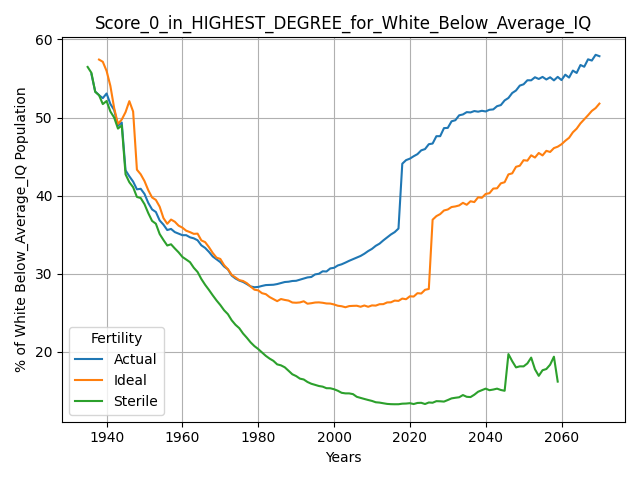 Score_0_in_HIGHEST_DEGREE_for_White_Below_Average_IQ
% of White Below_Average_IQ Population
60
50
40
30
20
Fertility
Actual
Ideal
Sterile
1940 1960 1980 2000 2020 2040 2060
Years